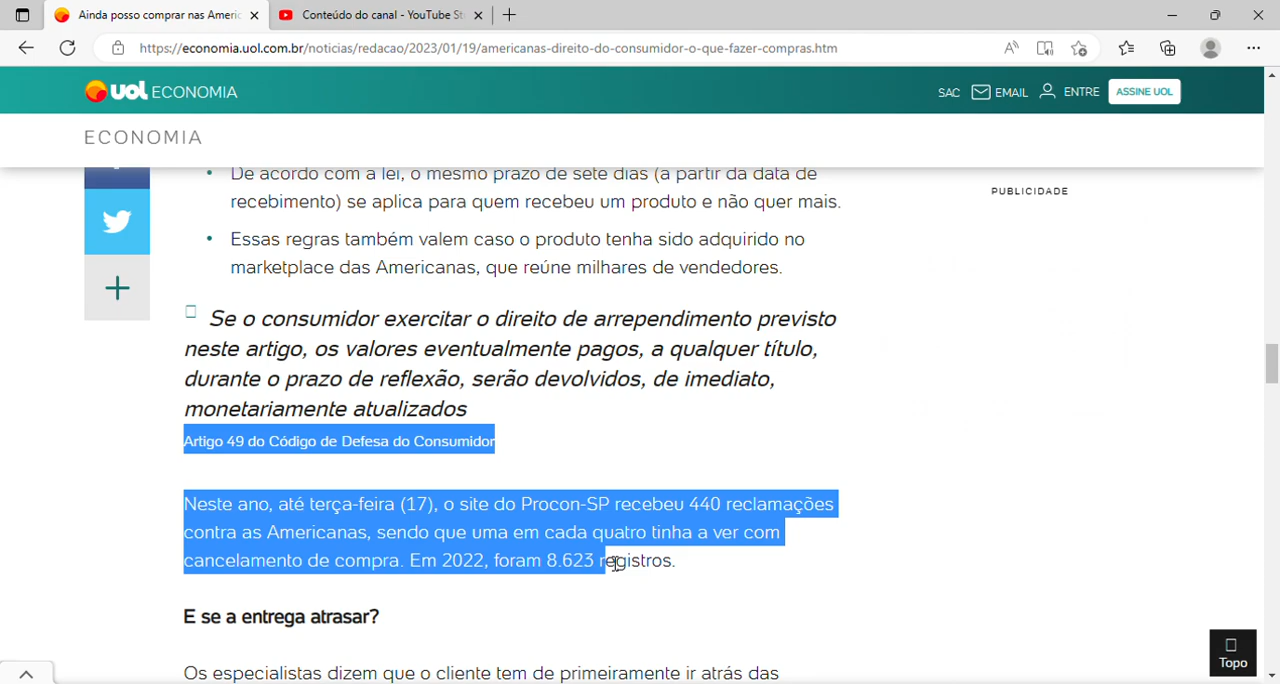 Ainda posso comprar nas Americ
Conteúdo do canal - YouTube St
https://economia.uol.com.br/noticias/redacao/2023/01/19/americanas-direito-do-consumidor-o-que-fazer-compras.htm
UOL ECONOMIA
SAC
EMAIL
ENTRE
ASSINE UOL
ECONOMIA
• De acordo com a lei, o mesmo prazo de sete dias (a partir da data de
recebimento) se aplica para quem recebeu um produto e não quer mais.
• Essas regras também valem caso o produto tenha sido adquirido no
marketplace das Americanas, que reúne milhares de vendedores.
Se o consumidor exercitar o direito de arrependimento previsto
neste artigo, os valores eventualmente pagos, a qualquer título,
durante o prazo de reflexão, serão devolvidos, de imediato,
monetariamente atualizados
Artigo 49 do Código de Defesa do Consumidor
Neste ano, até terça-feira (17), o site do Procon-SP recebeu 440 reclamações
contra as Americanas, sendo que uma em cada quatro tinha a ver com
cancelamento de compra. Em 2022, foram 8.623 registros.
E se a entrega atrasar?
Os especialistas dizem que o cliente tem de primeiramente ir atrás das
PUBLICIDADE
Topo